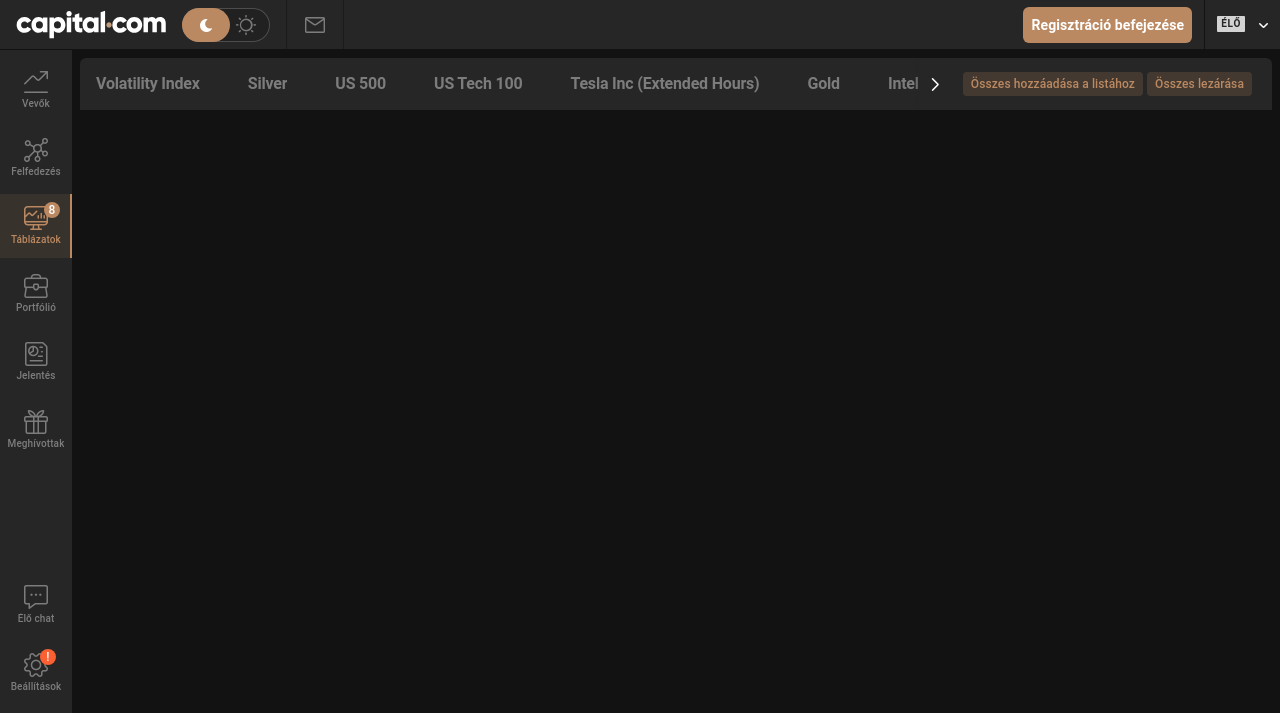 capital.com
Regisztráció befejezése
ÉLŐ
Volatility Index
Silver
US 500
US Tech 100
Tesla Inc (Extended Hours)
Gold
Intel
Összes hozzáadása a listához
Összes lezárása
Vevők
Felfedezés
8
Táblázatok
Portfólió
Jelentés
Meghívottak
Élő chat
!
Beállítások